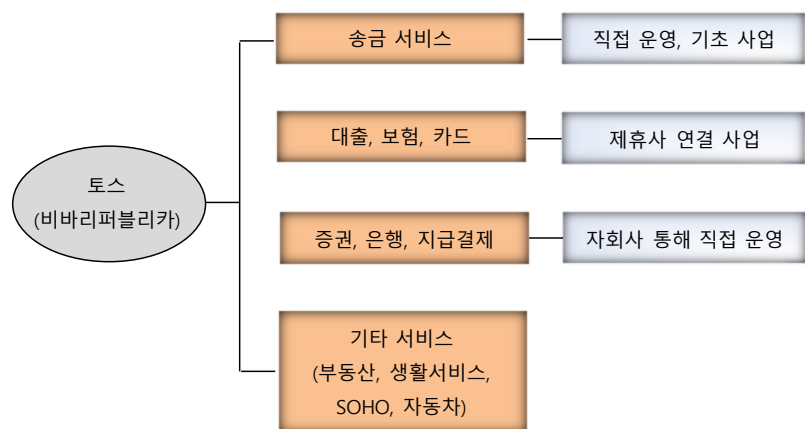 송금 서비스
직접 운영, 기초 사업
대출, 보험, 카드
제휴사 연결 사업
토스
(비바리퍼블리카)
증권, 은행, 지급결제
자회사 통해 직접 운영
기타 서비스
(부동산, 생활서비스,
SOHO, 자동차)